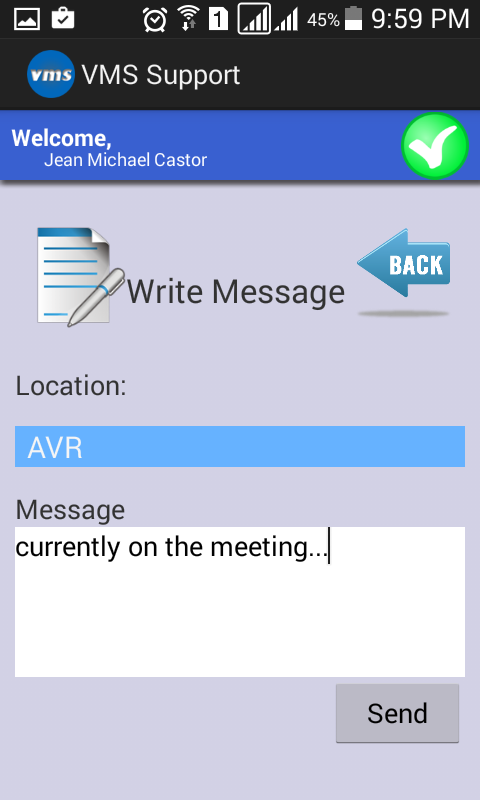 1 45% 9:59 PM
vms VMS Support
Welcome,
Jean Michael Castor
Write Message
BACK
Location:
AVR
Message
currently on the meeting...
Send